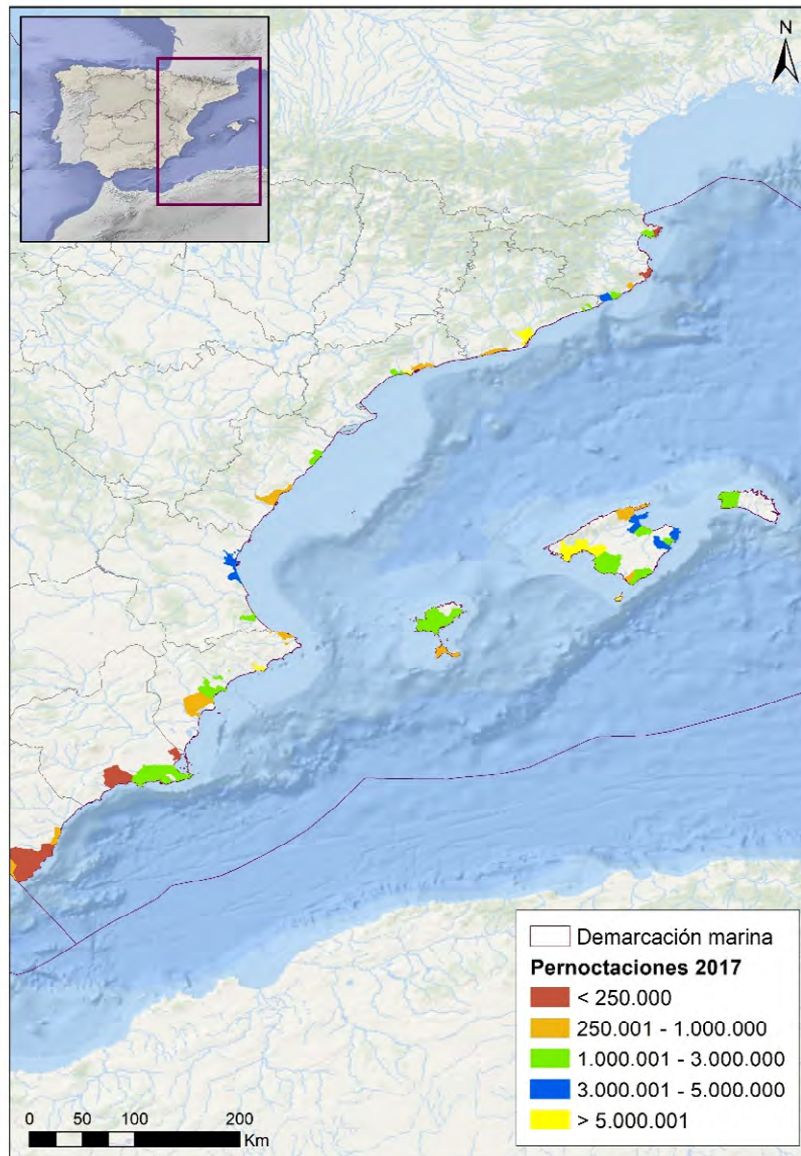 N
Demarcación marina
Pernoctaciones 2017
< 250.000
250.001 - 1.000.000
1.000.001 - 3.000.000
3.000.001 - 5.000.000
> 5.000.001
0 50 100 200
Km